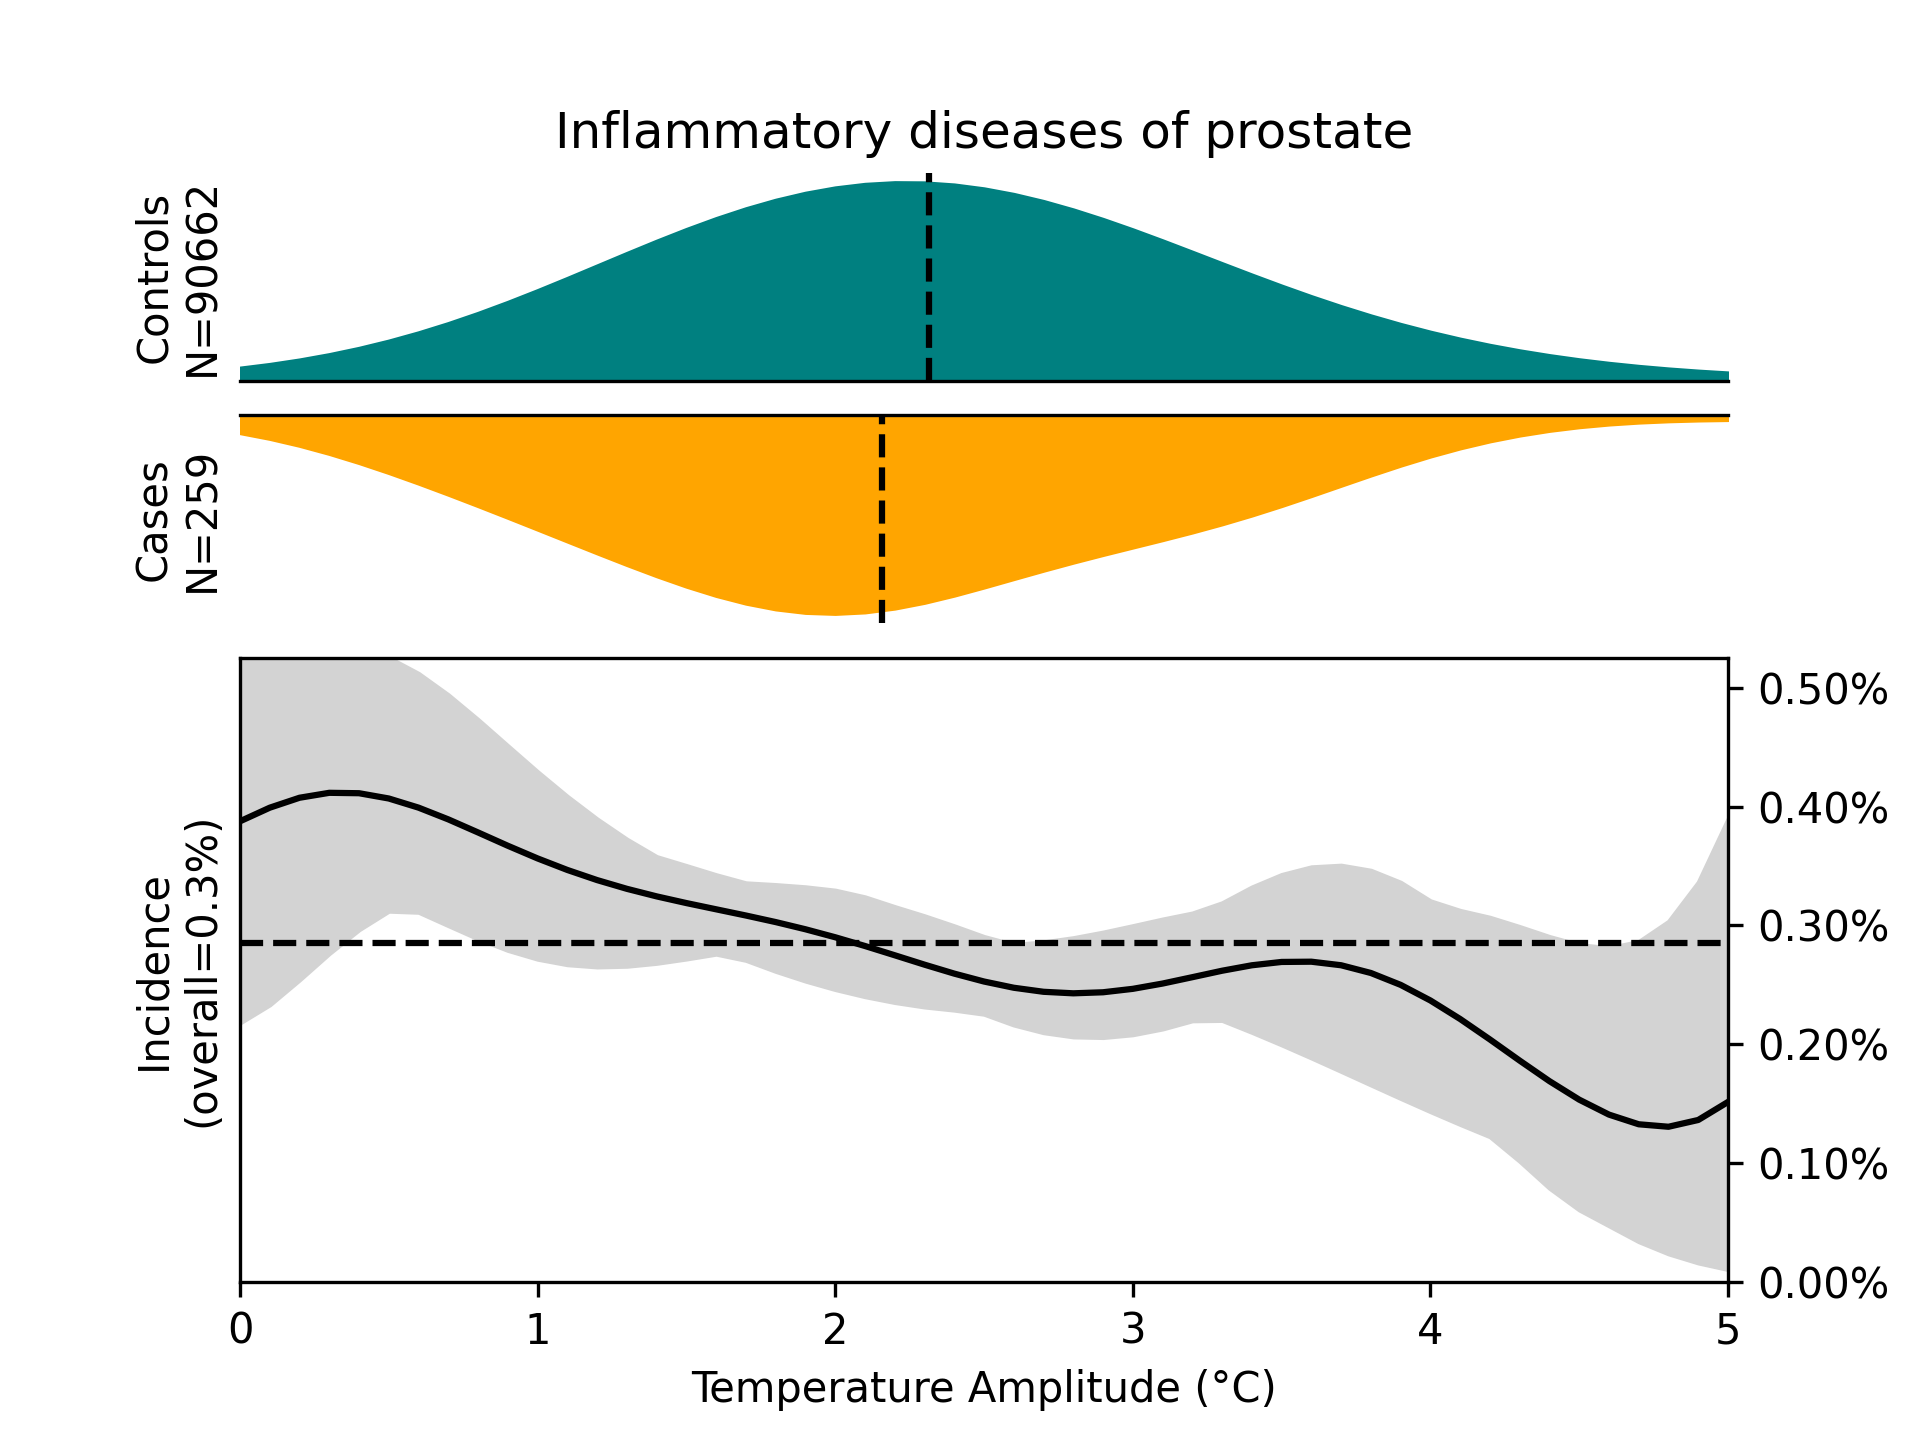 Inflammatory diseases of prostate
Controls
N=90662
Cases
N=259
Incidence
(overall=0.3%)
0.50%
0.40%
0.30%
0.20%
0.10%
0.00%
0 1 2 3 4 5
Temperature Amplitude (°C)